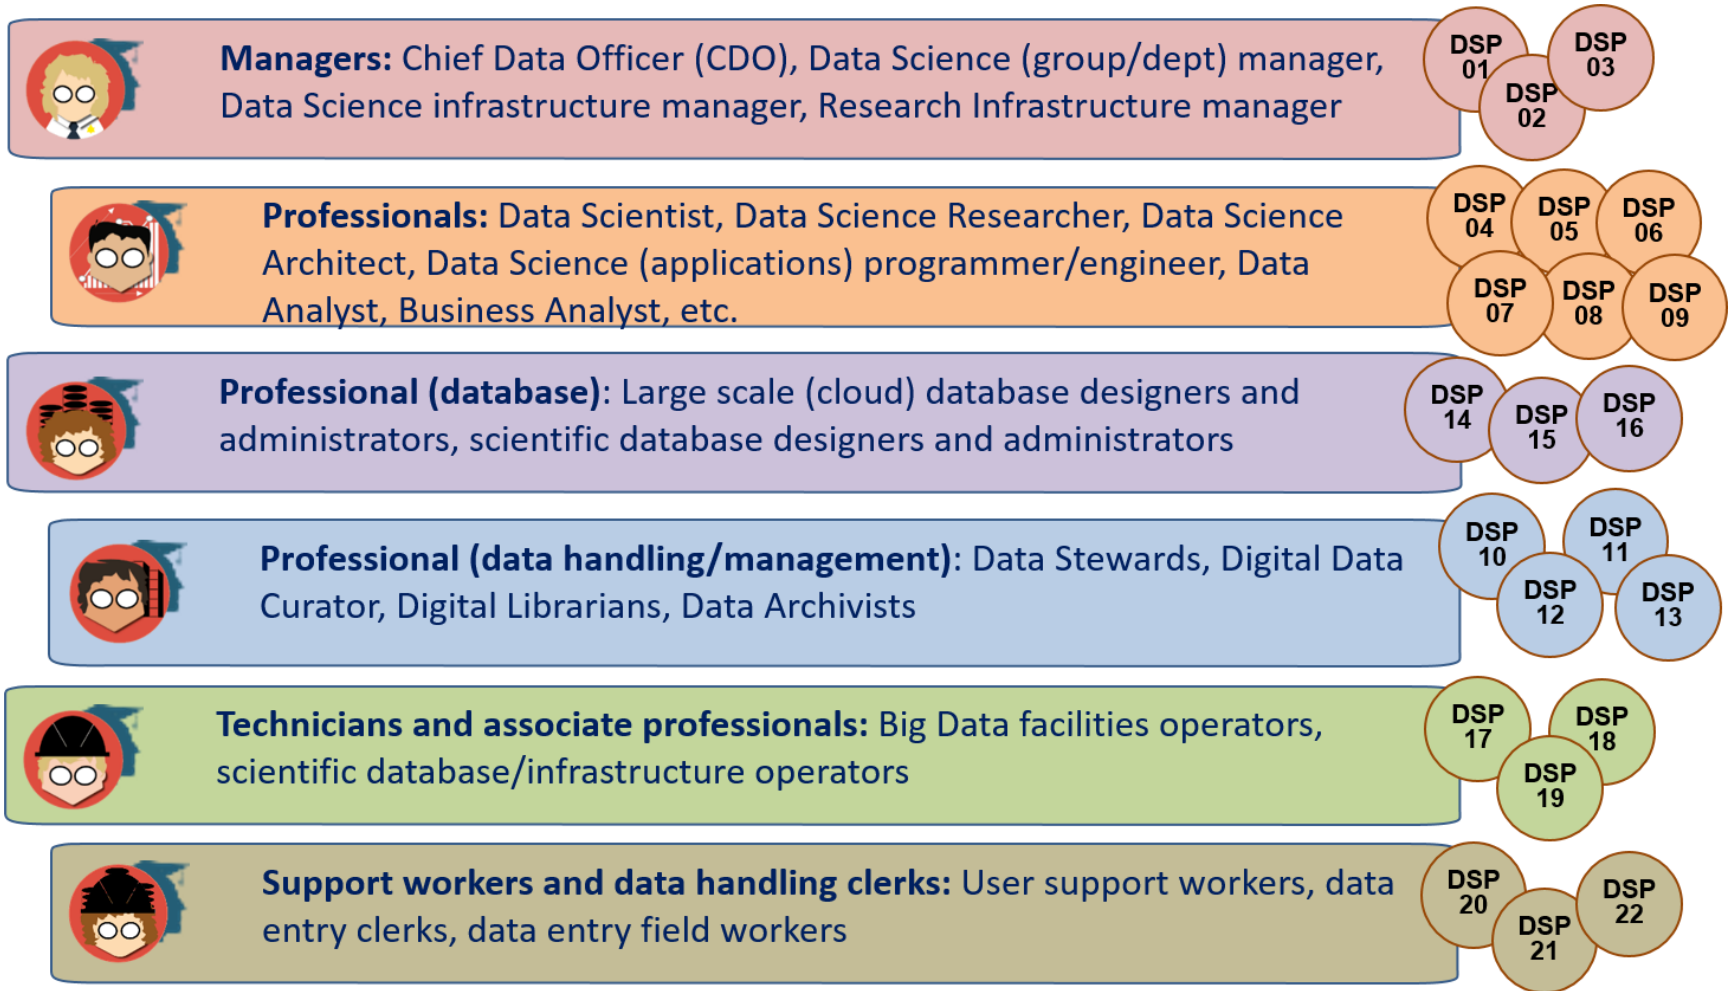 Managers: Chief Data Officer (CDO), Data Science (group/dept) manager,
Data Science infrastructure manager, Research Infrastructure manager
DSP
01
DSP
02
DSP
03
Professionals: Data Scientist, Data Science Researcher, Data Science
Architect, Data Science (applications) programmer/engineer, Data
Analyst, Business Analyst, etc.
DSP
04
DSP
05
DSP
06
DSP
07
DSP
08
DSP
09
Professional (database): Large scale (cloud) database designers and
administrators, scientific database designers and administrators
DSP
14
DSP
15
DSP
16
Professional (data handling/management): Data Stewards, Digital Data
Curator, Digital Librarians, Data Archivists
DSP
10
DSP
11
DSP
12
DSP
13
Technicians and associate professionals: Big Data facilities operators,
scientific database/infrastructure operators
DSP
17
DSP
18
DSP
19
Support workers and data handling clerks: User support workers, data
entry clerks, data entry field workers
DSP
20
DSP
21
DSP
22